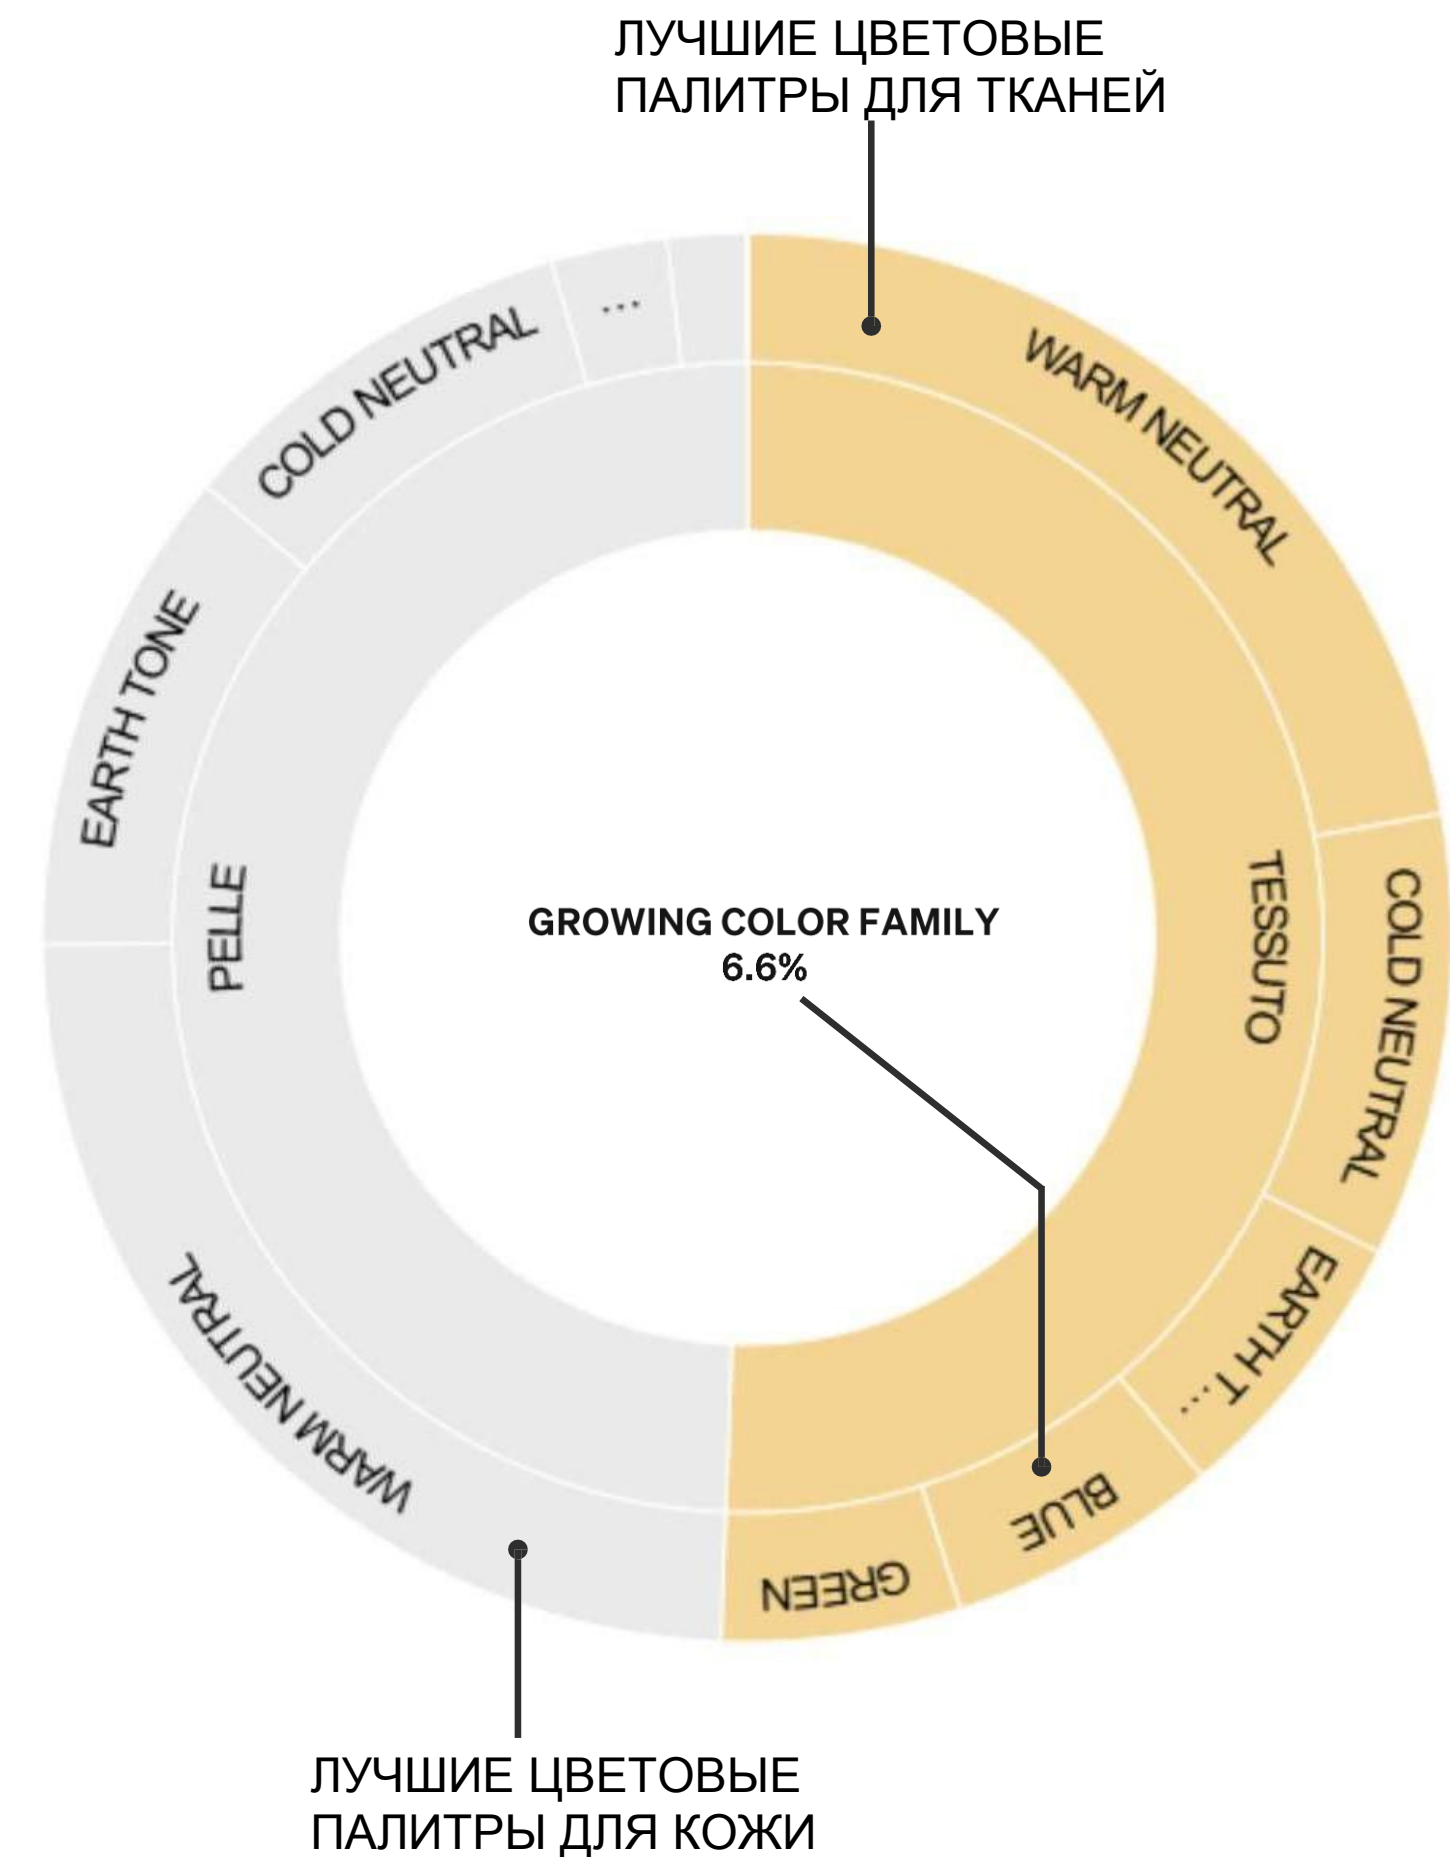 ЛУЧШИЕ ЦВЕТОВЫЕ
ПАЛИТРЫ ДЛЯ ТКАНЕЙ
WARM NEUTRAL
COLD NEUTRAL
EARTH T...
BLUE
GREEN
TESSUTO
...
COLD NEUTRAL
EARTH TONE
PELLE
WARM NEUTRAL
GROWING COLOR FAMILY
6.6%
ЛУЧШИЕ ЦВЕТОВЫЕ
ПАЛИТРЫ ДЛЯ КОЖИ